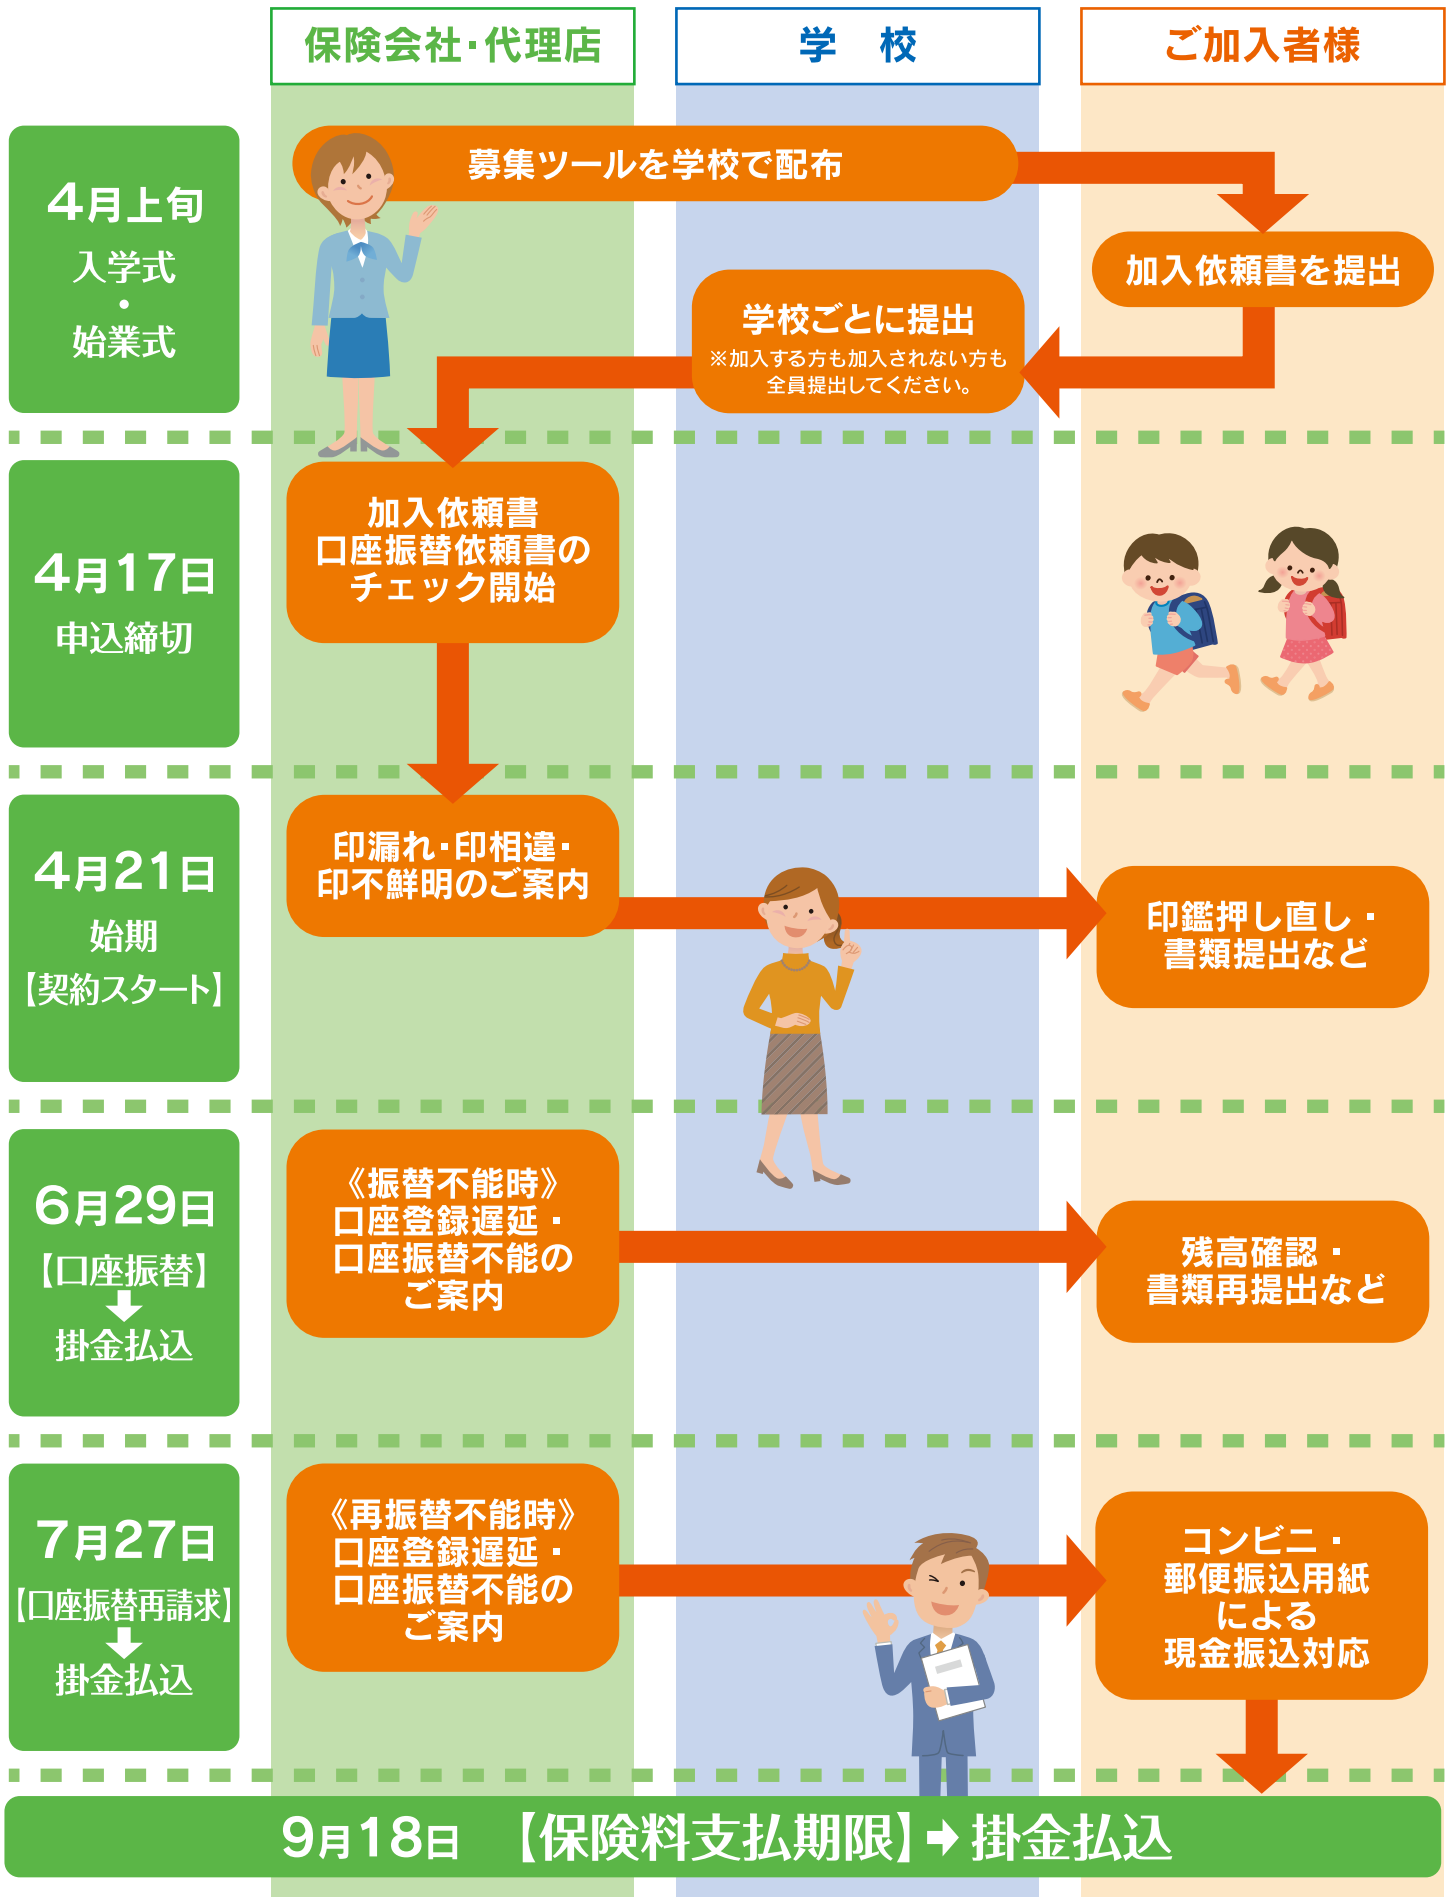 保険会社・代理店
学　校
ご加入者様
4月上旬
入学式
・
始業式
募集ツールを学校で配布
加入依頼書を提出
学校ごとに提出
※加入する方も加入されない方も
全員提出してください。
4月17日
申込締切
加入依頼書
口座振替依頼書の
チェック開始
4月21日
始期
【契約スタート】
印漏れ・印相違・
印不鮮明のご案内
印鑑押し直し・
書類提出など
6月29日
【口座振替】
掛金払込
《振替不能時》
口座登録遅延・
口座振替不能の
ご案内
残高確認・
書類再提出など
7月27日
【口座振替再請求】
掛金払込
《再振替不能時》
口座登録遅延・
口座振替不能の
ご案内
コンビニ・
郵便振込用紙
による
現金振込対応
9月18日　【保険料支払期限】➡掛金払込